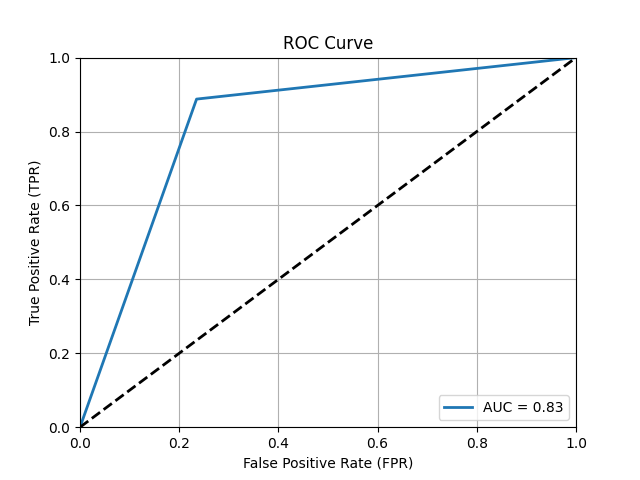 ROC Curve
True Positive Rate (TPR)
1.0
0.8
0.6
0.4
0.2
0.0
AUC = 0.83
0.0 0.2 0.4 0.6 0.8 1.0
False Positive Rate (FPR)